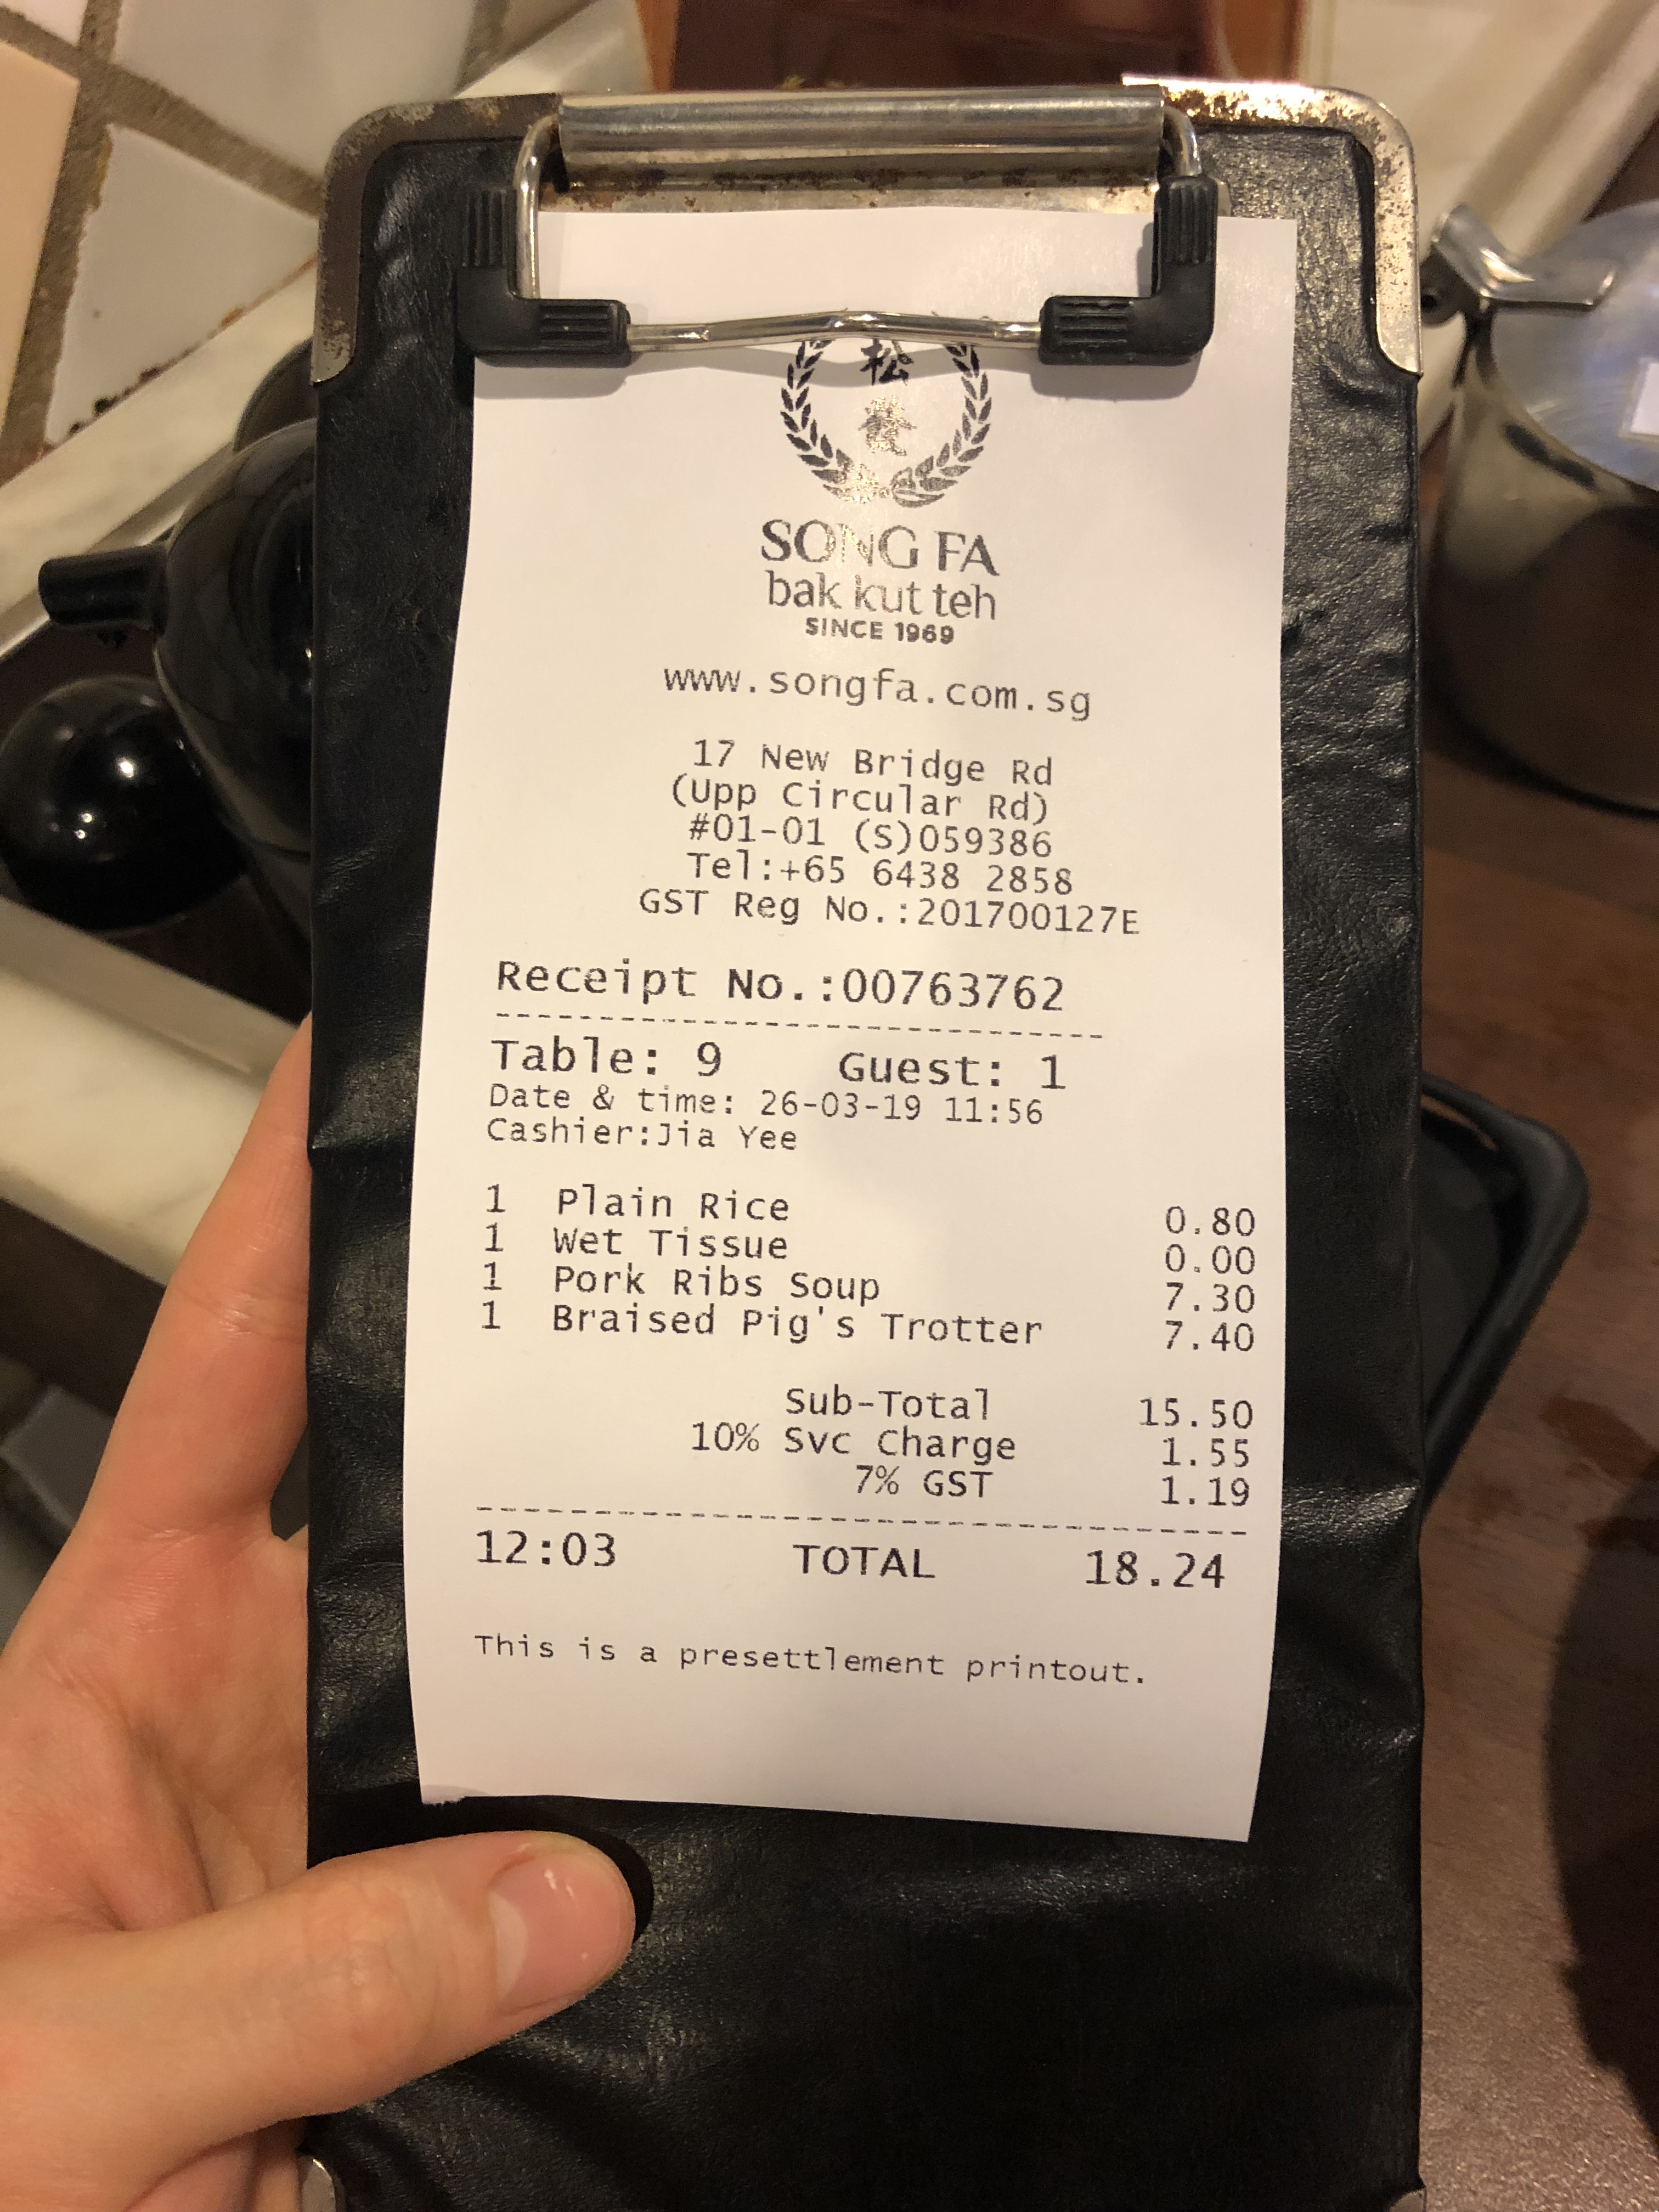 松
發
SONG FA
bak kut teh
SINCE 1969
www.songfa.com.sg
17 New Bridge Rd
(Upp Circular Rd)
#01-01 (S)059386
Tel:+65 6438 2858
GST Reg No.:201700127E
Receipt No.:00763762
Table: 9 Guest: 1
Date & time: 26-03-19 11:56
Cashier:Jia Yee
1 Plain Rice 0.80
1 Wet Tissue 0.00
1 Pork Ribs Soup 7.30
1 Braised Pig's Trotter 7.40
Sub-Total 15.50
10% Svc Charge 1.55
7% GST 1.19
12:03 TOTAL 18.24
This is a presettlement printout.